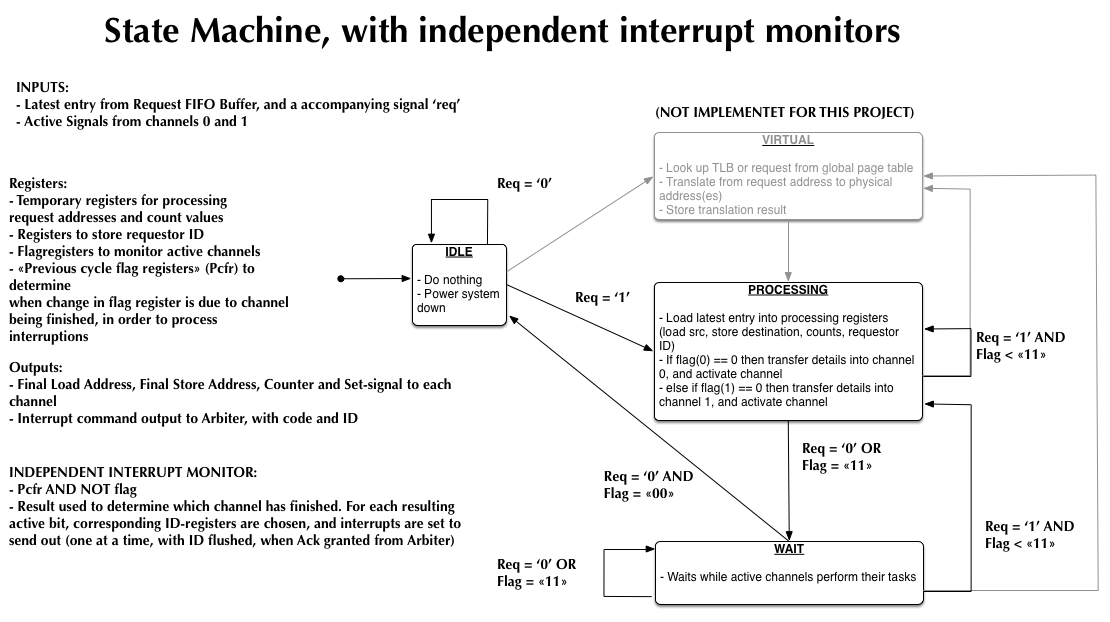 State Machine, with independent interrupt monitors
INPUTS:
- Latest entry from Request FIFO Buffer, and a accompanying signal ‘req’
- Active Signals from channels 0 and 1
Registers:
- Temporary registers for processing
request addresses and count values
- Registers to store requestor ID
- Flagregisters to monitor active channels
- «Previous cycle flag registers» (Pcfr) to
determine
when change in flag register is due to channel
being finished, in order to process
interruptions
Outputs:
- Final Load Address, Final Store Address, Counter and Set-signal to each
channel
- Interrupt command output to Arbiter, with code and ID
INDEPENDENT INTERRUPT MONITOR:
- Pcfr AND NOT flag
- Result used to determine which channel has finished. For each resulting
active bit, corresponding ID-registers are chosen, and interrupts are set to
send out (one at a time, with ID flushed, when Ack granted from Arbiter)
Req = ‘0’
IDLE
- Do nothing
- Power system
down
Req = ‘1’
(NOT IMPLEMENTET FOR THIS PROJECT)
VIRTUAL
- Look up TLB or request from global page table
- Translate from request address to physical
address(es)
- Store translation result
PROCESSING
- Load latest entry into processing registers
(load src, store destination, counts, requestor
ID)
- If flag(0) == 0 then transfer details into channel
0, and activate channel
- else if flag(1) == 0 then transfer details into
channel 1, and activate channel
Req = ‘1’ AND
Flag < «11»
Req = ‘0’ OR
Flag = «11»
Req = ‘0’ AND
Flag = «00»
Req = ‘1’ AND
Flag < «11»
WAIT
- Waits while active channels perform their tasks
Req = ‘0’ OR
Flag = «11»